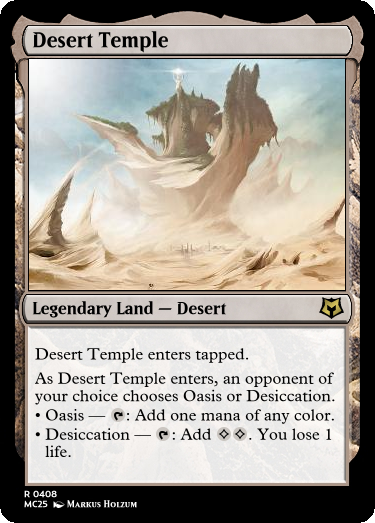 Desert Temple
Legendary Land — Desert
Desert Temple enters tapped.
As Desert Temple enters, an opponent of
your choice chooses Oasis or Desiccation.
• Oasis — : Add one mana of any color.
• Desiccation — : Add . You lose 1
life.
R 0408
MC25 Markus Holzum